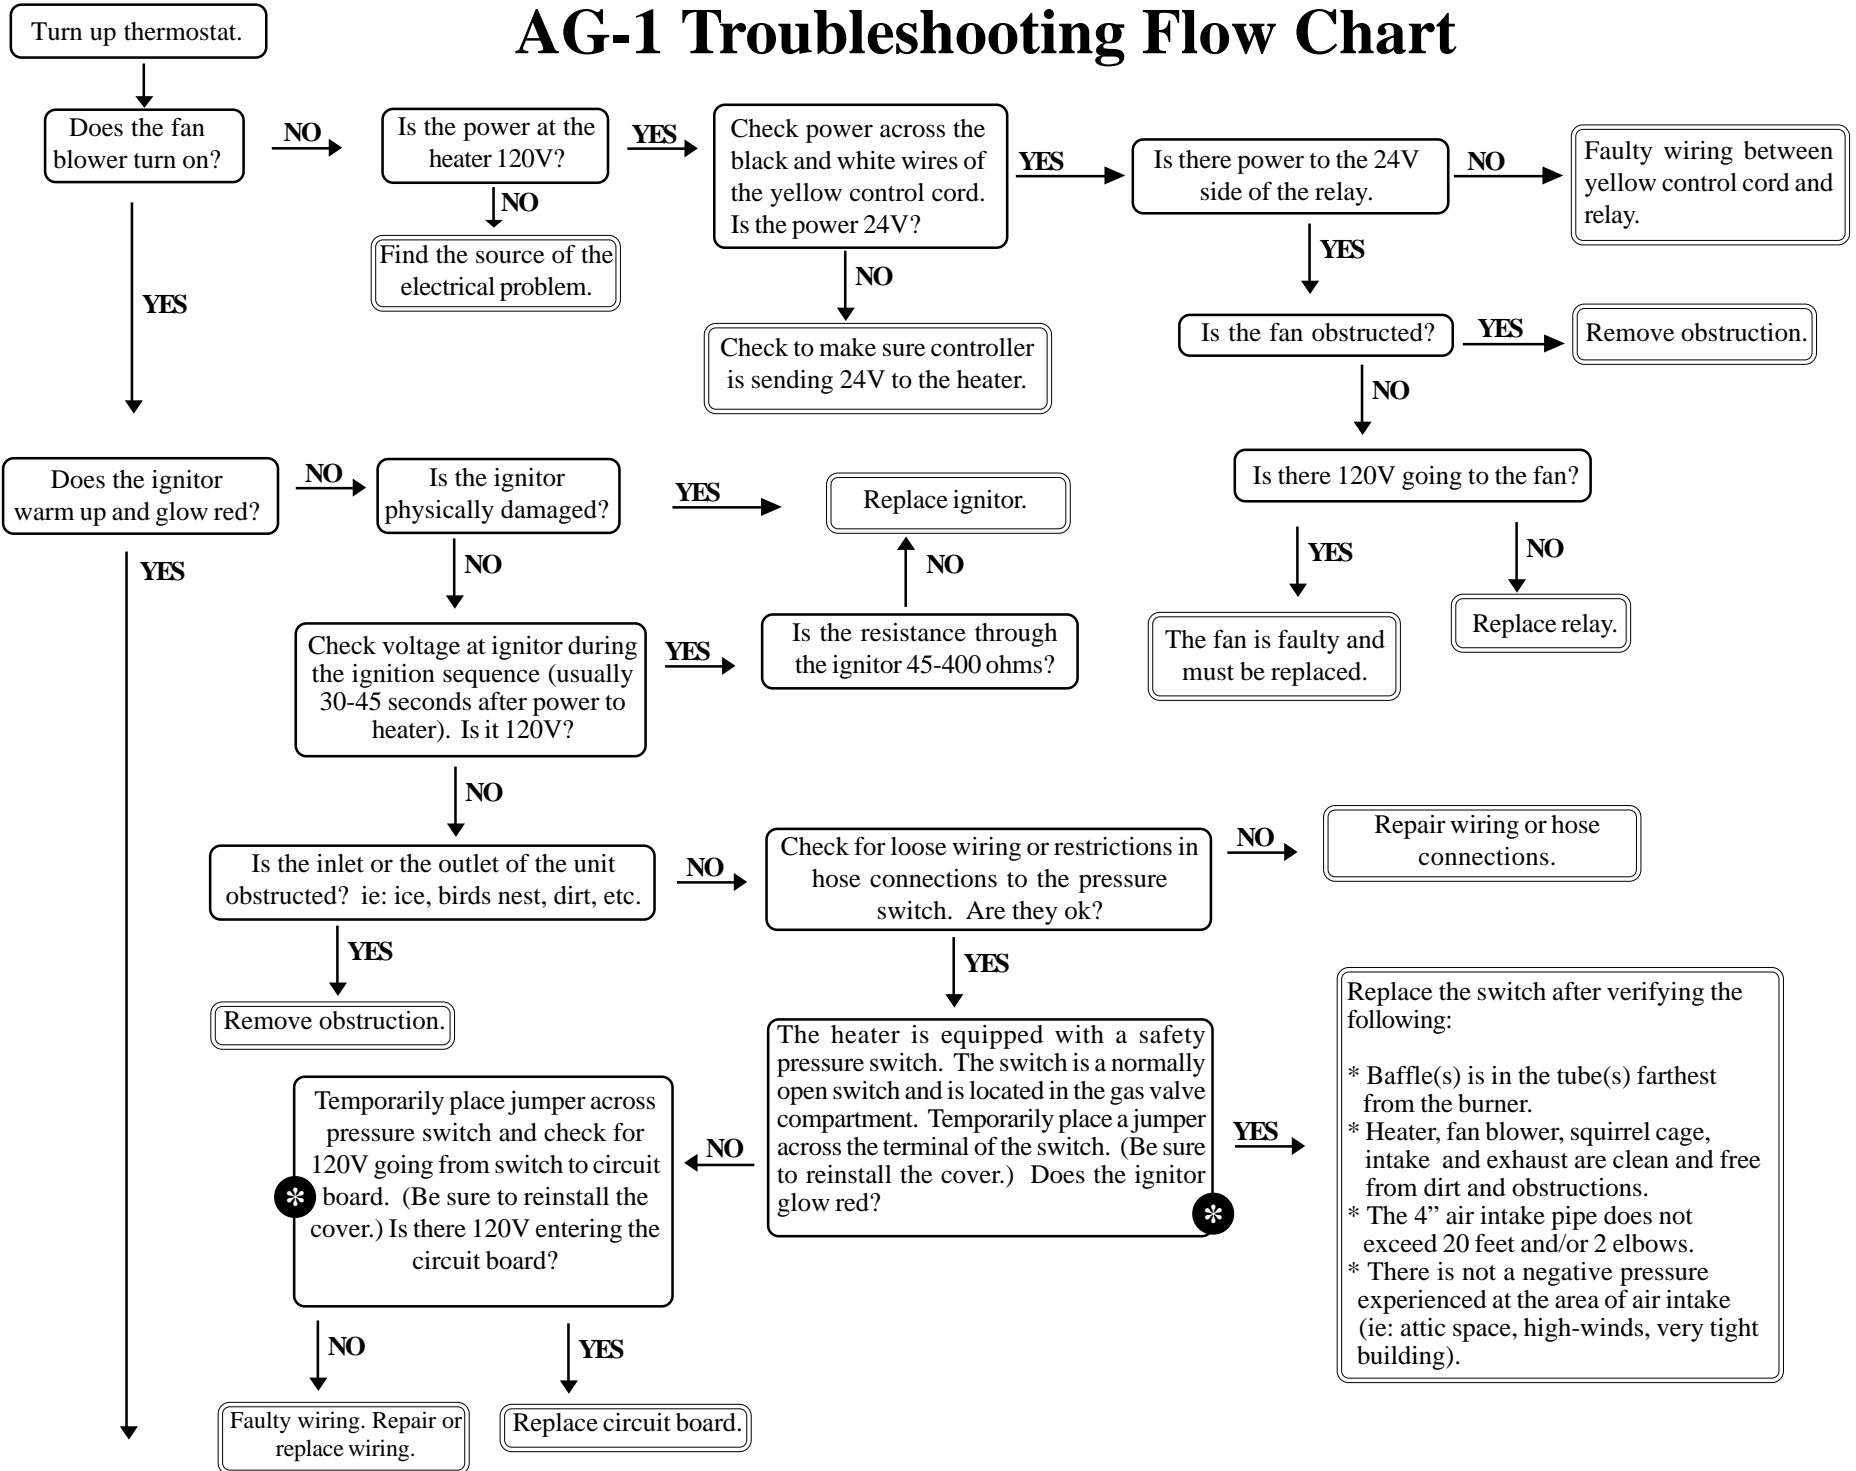 AG-1 Troubleshooting Flow Chart
Turn up thermostat.
Does the fan
blower turn on?
NO
Is the power at the
heater 120V?
YES
Check power across the
black and white wires of
the yellow control cord.
Is the power 24V?
YES
Is there power to the 24V
side of the relay.
NO
Faulty wiring between
yellow control cord and
relay.
NO
Find the source of the
electrical problem.
YES
NO
Check to make sure controller
is sending 24V to the heater.
YES
Is the fan obstructed?
YES
Remove obstruction.
NO
Is there 120V going to the fan?
YES
NO
The fan is faulty and
must be replaced.
Replace relay.
Does the ignitor
warm up and glow red?
NO
Is the ignitor
physically damaged?
YES
Replace ignitor.
YES
NO
NO
Check voltage at ignitor during
the ignition sequence (usually
30-45 seconds after power to
heater).  Is it 120V?
YES
Is the resistance through
the ignitor 45-400 ohms?
NO
Is the inlet or the outlet of the unit
obstructed?  ie: ice, birds nest, dirt, etc.
NO
Check for loose wiring or restrictions in
hose connections to the pressure
switch.  Are they ok?
NO
Repair wiring or hose
connections.
YES
Remove obstruction.
YES
The heater is equipped with a safety
pressure switch.  The switch is a normally
open switch and is located in the gas valve
compartment.  Temporarily place a jumper
across the terminal of the switch.  (Be sure
to reinstall the cover.)  Does the ignitor
glow red?
*
YES
Replace the switch after verifying the
following:
* Baffle(s) is in the tube(s) farthest
from the burner.
* Heater, fan blower, squirrel cage,
intake  and exhaust are clean and free
from dirt and obstructions.
* The 4” air intake pipe does not
exceed 20 feet and/or 2 elbows.
* There is not a negative pressure
experienced at the area of air intake
(ie: attic space, high-winds, very tight
building).
NO
Temporarily place jumper across
pressure switch and check for
120V going from switch to circuit
board.  (Be sure to reinstall the
cover.) Is there 120V entering the
circuit board?
*
NO
YES
Faulty wiring. Repair or
replace wiring.
Replace circuit board.